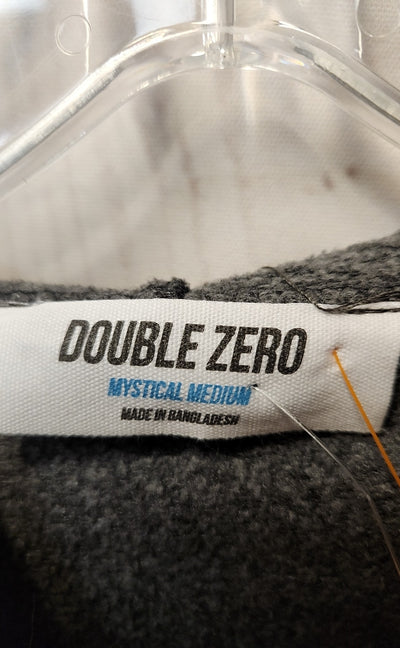 DOUBLE ZERO
MYSTICAL MEDIUM
MADE IN BANGLADESH